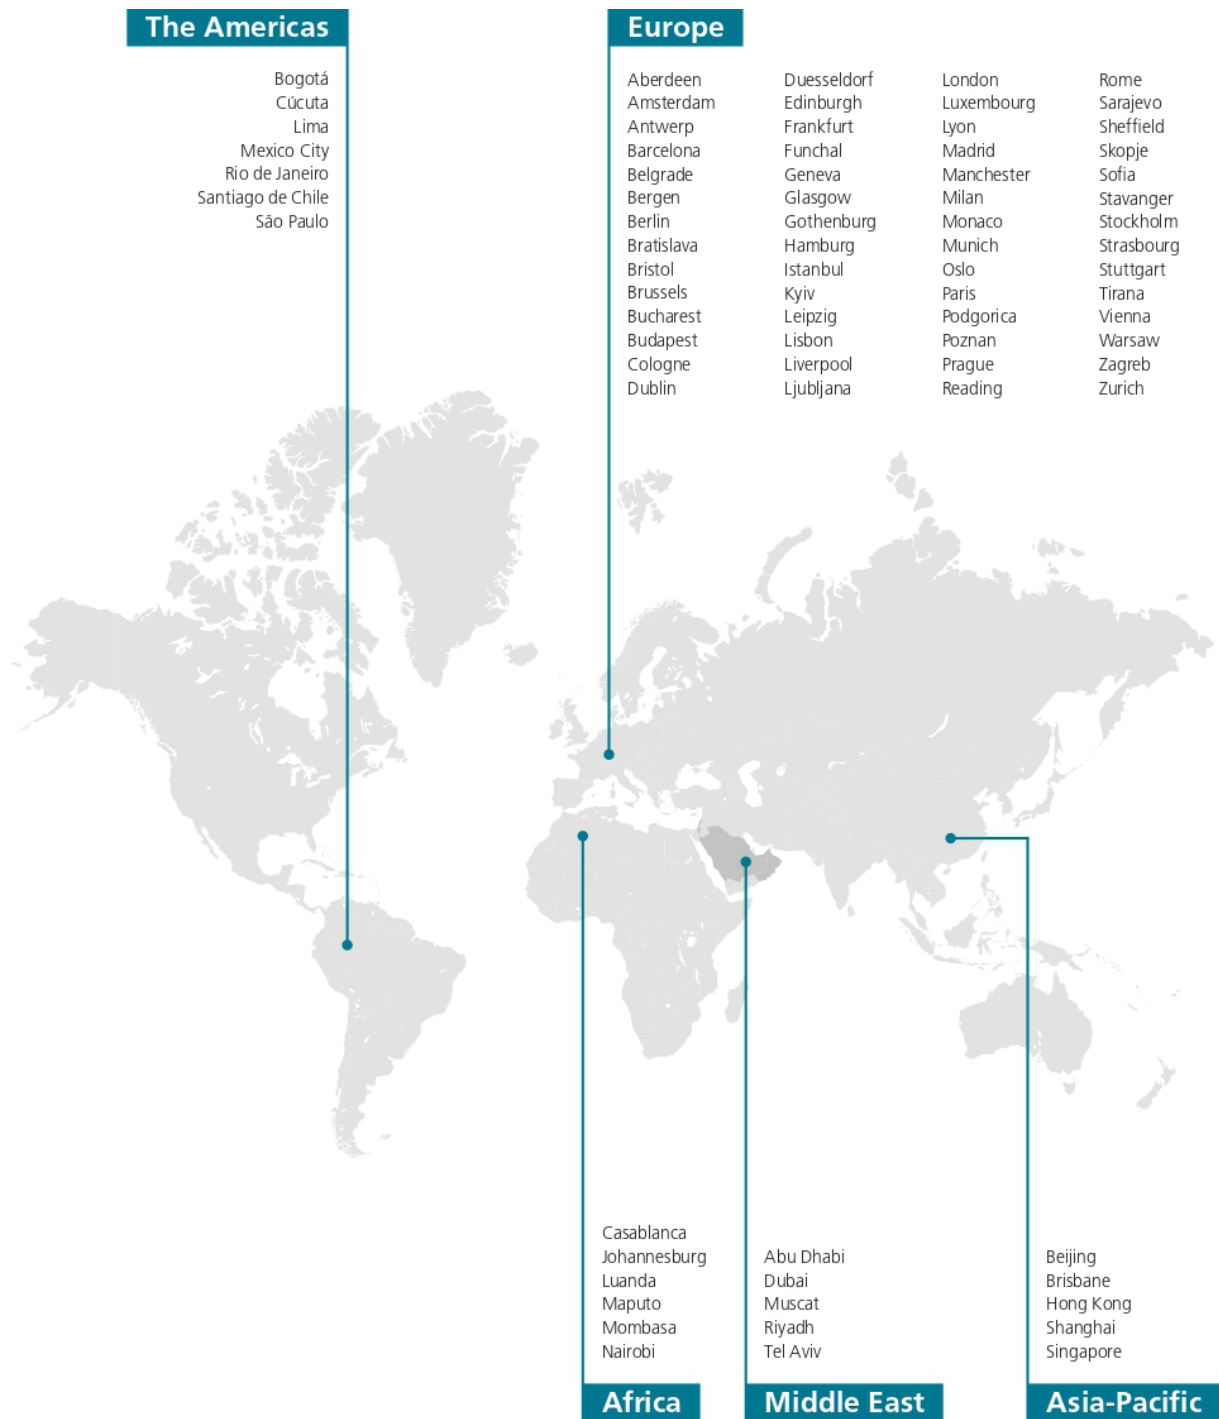 The Americas
Bogotá
Cúcuta
Lima
Mexico City
Rio de Janeiro
Santiago de Chile
São Paulo
Europe
Aberdeen
Amsterdam
Antwerp
Barcelona
Belgrade
Bergen
Berlin
Bratislava
Bristol
Brussels
Bucharest
Budapest
Cologne
Dublin
Duesseldorf
Edinburgh
Frankfurt
Funchal
Geneva
Glasgow
Gothenburg
Hamburg
Istanbul
Kyiv
Leipzig
Lisbon
Liverpool
Ljubljana
London
Luxembourg
Lyon
Madrid
Manchester
Milan
Monaco
Munich
Oslo
Paris
Podgorica
Poznan
Prague
Reading
Rome
Sarajevo
Sheffield
Skopje
Sofia
Stavanger
Stockholm
Strasbourg
Stuttgart
Tirana
Vienna
Warsaw
Zagreb
Zurich
Casablanca
Johannesburg
Luanda
Maputo
Mombasa
Nairobi
Africa
Abu Dhabi
Dubai
Muscat
Riyadh
Tel Aviv
Middle East
Beijing
Brisbane
Hong Kong
Shanghai
Singapore
Asia-Pacific